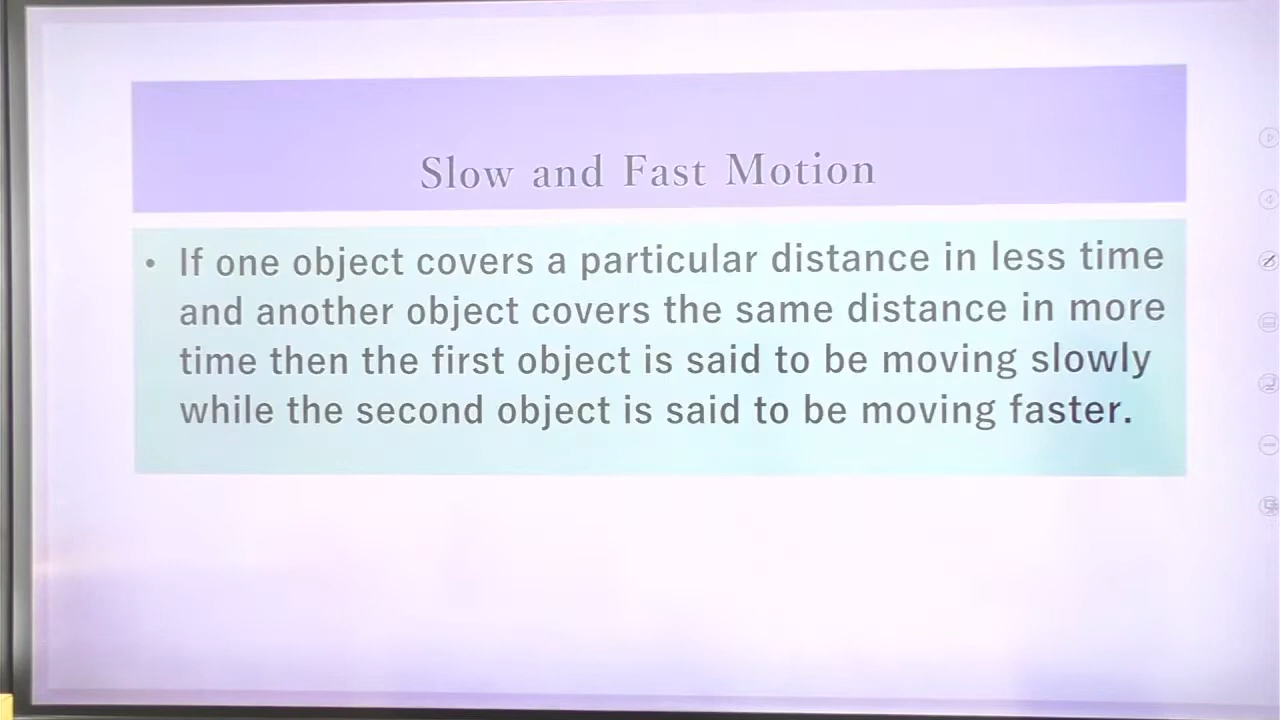 Slow and Fast Motion
• If one object covers a particular distance in less time
and another object covers the same distance in more
time then the first object is said to be moving slowly
while the second object is said to be moving faster.